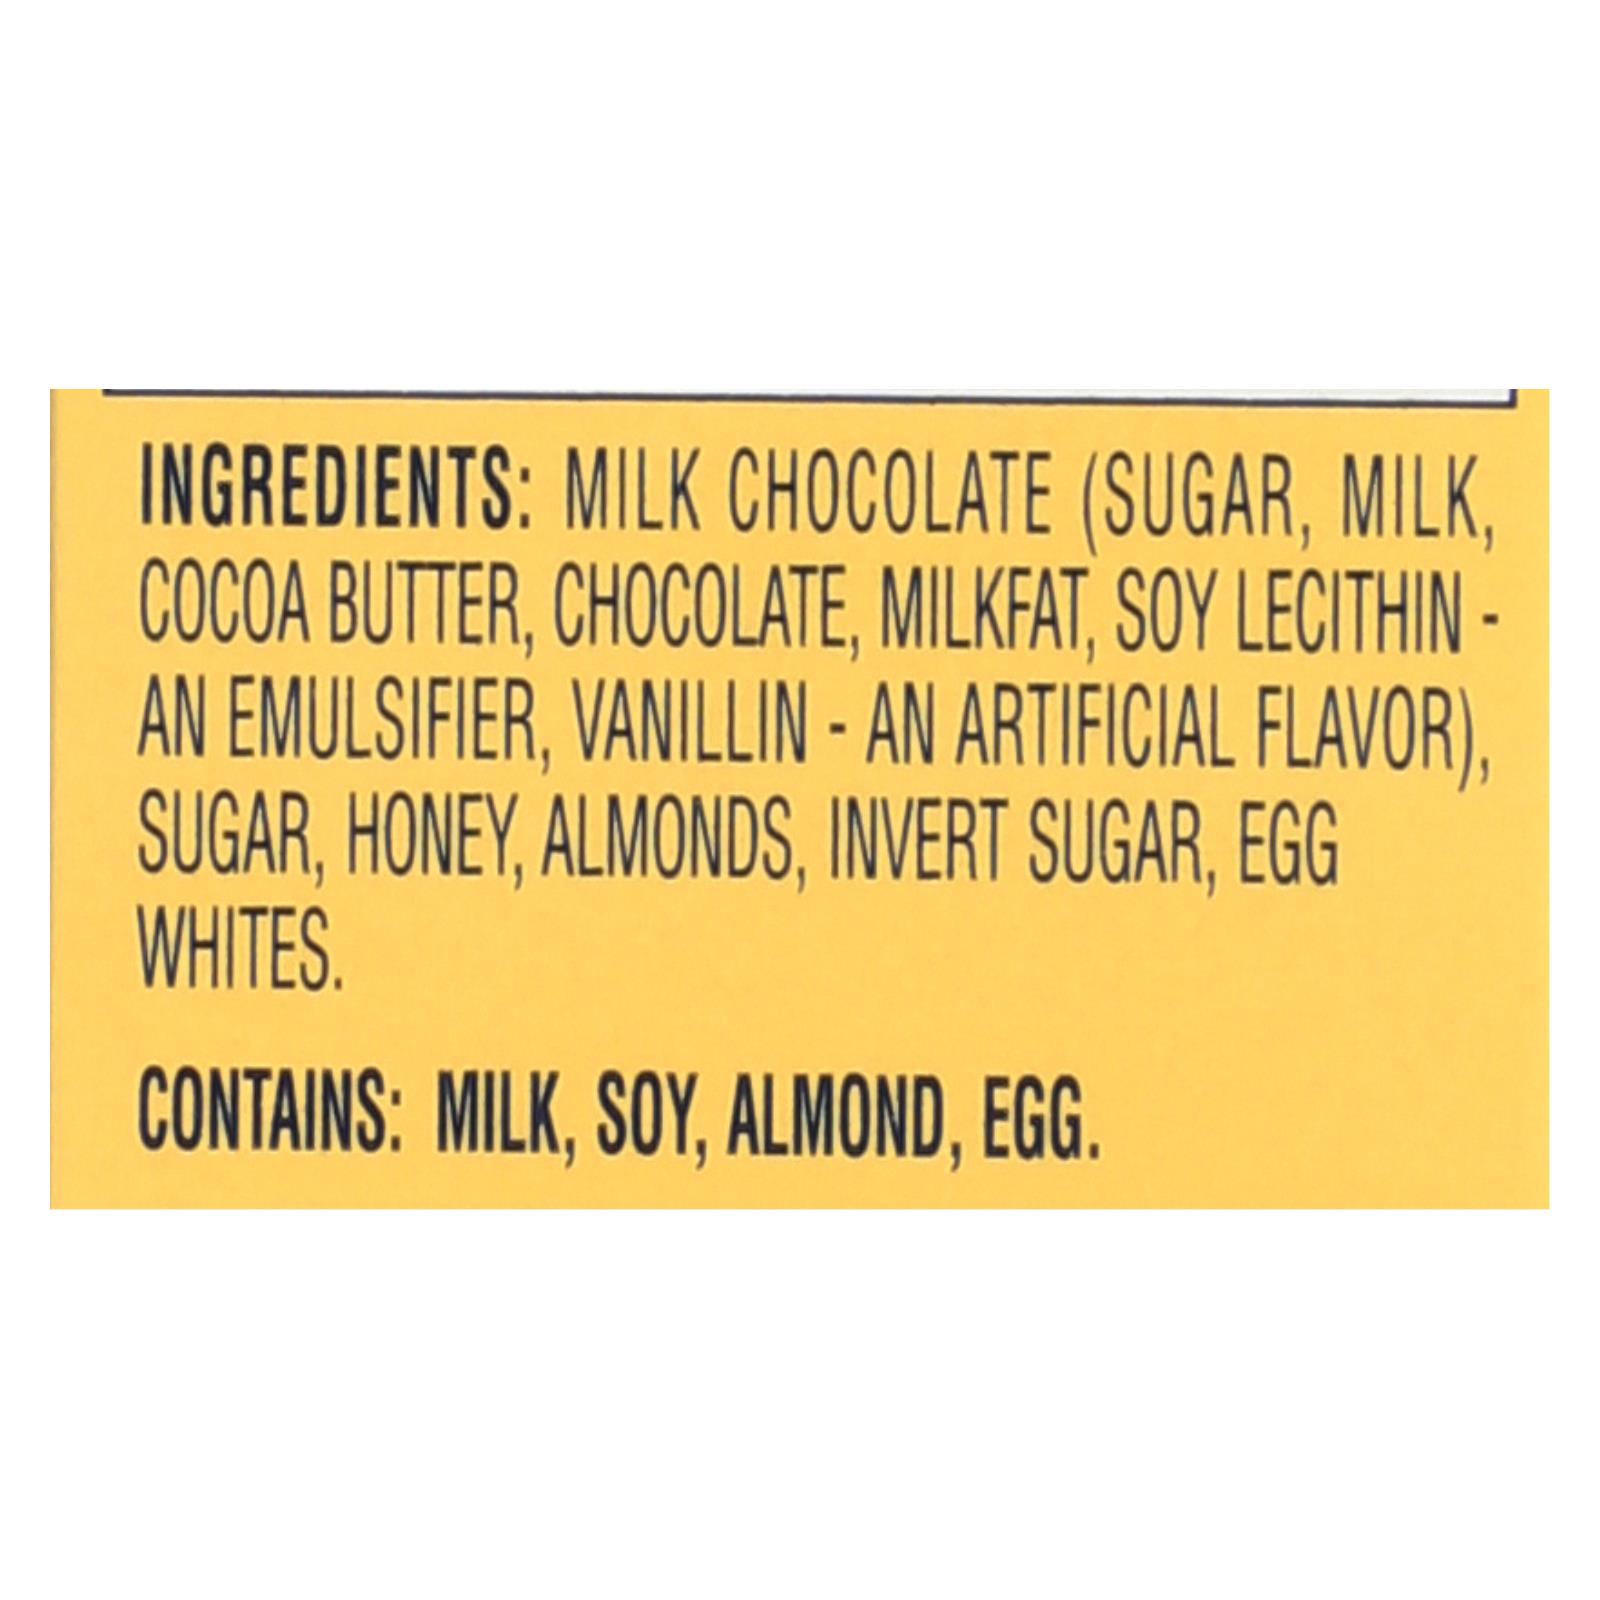 INGREDIENTS: MILK CHOCOLATE (SUGAR, MILK,
COCOA BUTTER, CHOCOLATE, MILKFAT, SOY LECITHIN -
AN EMULSIFIER, VANILLIN - AN ARTIFICIAL FLAVOR),
SUGAR, HONEY, ALMONDS, INVERT SUGAR, EGG
WHITES.
CONTAINS: MILK, SOY, ALMOND, EGG.